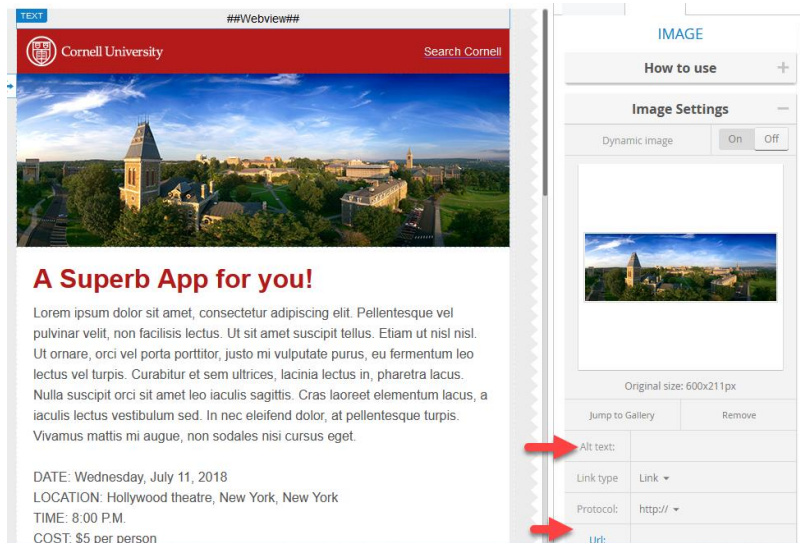 TEXT
##Webview##
Cornell University
Search Cornell
A Superb App for you!
Lorem ipsum dolor sit amet, consectetur adipiscing elit. Pellentesque vel
pulvinar velit, non facilisis lectus. Ut sit amet suscipit tellus. Etiam ut nisl nisl.
Ut ornare, orci vel porta porttitor, justo mi vulputate purus, eu fermentum leo
lectus vel turpis. Curabitur et sem ultrices, lacinia lectus in, pharetra lacus.
Nulla suscipit orci sit amet leo iaculis sagittis. Cras laoreet elementum lacus, a
iaculis lectus vestibulum sed. In nec eleifend dolor, at pellentesque turpis.
Vivamus mattis mi augue, non sodales nisi cursus eget.
DATE: Wednesday, July 11, 2018
LOCATION: Hollywood theatre, New York, New York
TIME: 8:00 P.M.
COST: $5 per person
IMAGE
How to use
Image Settings
Dynamic image
On
Off
Original size: 600x211px
Jump to Gallery
Remove
Alt text:
Link type
Link
Protocol:
http://
Url: